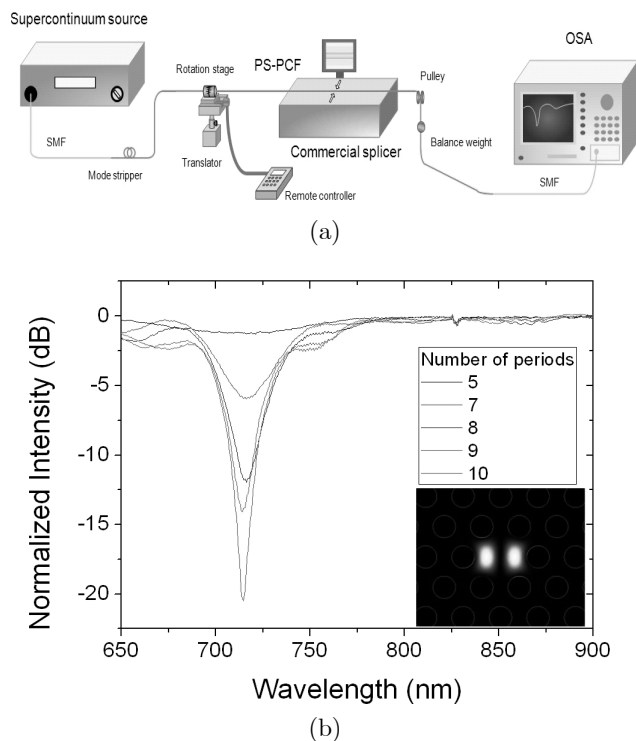 Supercontinuum source
SMF
Mode stripper
Rotation stage
Translator
Remote controller
PS-PCF
Commercial splicer
Pulley
Balance weight
OSA
SMF
(a)
Normalized Intensity (dB)
0
-5
-10
-15
-20
Number of periods
5
7
8
9
10
650 700 750 800 850 900
Wavelength (nm)
(b)